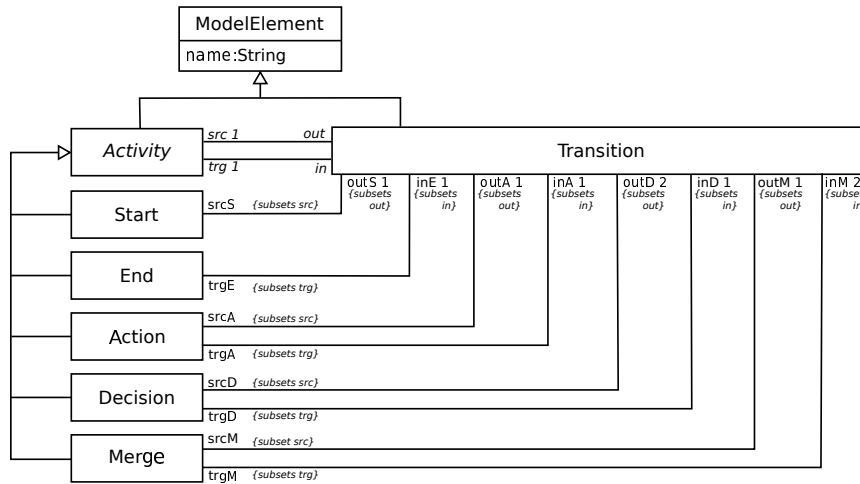 ModelElement
name:String
Activity
src 1
out
trg 1
in
Transition
outS 1
{subsets
out}
inE 1
{subsets
in}
outA 1
{subsets
out}
inA 1
{subsets
in}
outD 2
{subsets
out}
inD 1
{subsets
in}
outM 1
{subsets
out}
inM 2
{subse
in
Start
srcS {subsets src}
End
trgE {subsets trg}
Action
srcA {subsets src}
trgA {subsets trg}
Decision
srcD {subsets src}
trgD {subsets trg}
Merge
srcM {subset src}
trgM {subsets trg}